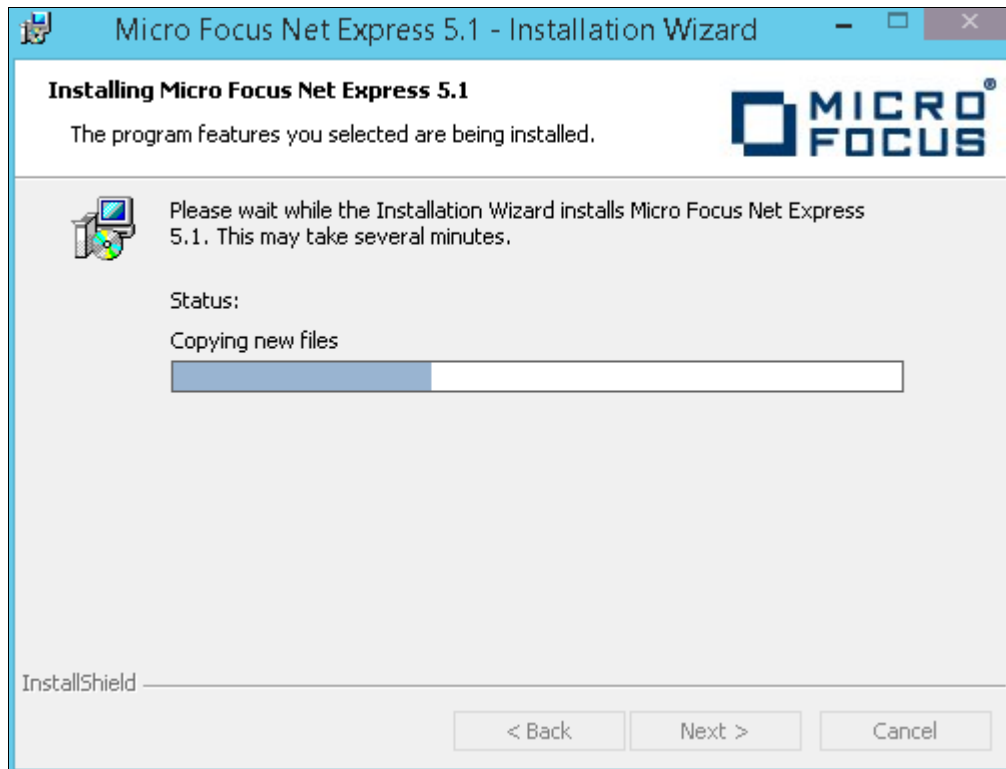 Micro Focus Net Express 5.1 - Installation Wizard
Installing Micro Focus Net Express 5.1
The program features you selected are being installed.
MICRO
FOCUS
®
Please wait while the Installation Wizard installs Micro Focus Net Express
5.1. This may take several minutes.
Status:
Copying new files
InstallShield
< Back
Next >
Cancel